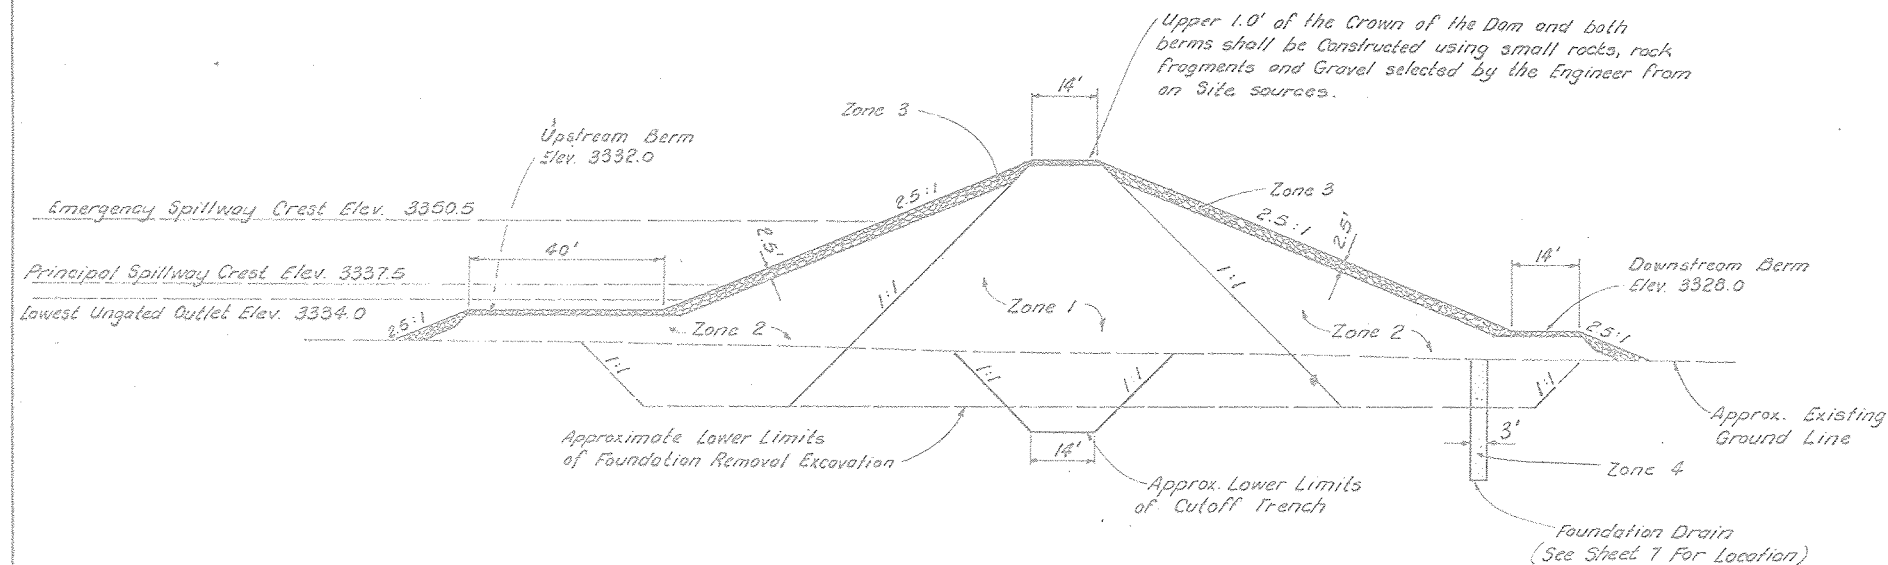 Upper 1.0' of the Crown of the Dam and both
berms shall be Constructed using small rocks, rock
fragments and Gravel selected by the Engineer from
on Site sources.
14'
Zone 3
Upstream Berm
Elev. 3332.0
2.5:1
Zone 3
Emergency Spillway Crest Elev. 3350.5
2.5:1
2.5'
2.5'
40'
14'
Downstream Berm
Elev. 3328.0
Principal Spillway Crest Elev. 3337.5
1:1
1:1
Lowest Ungated Outlet Elev. 3334.0
2.5:1
Zone 2
Zone 1
Zone 2
2.5:1
1:1
1:1
1:1
1:1
Approx. Existing
Ground Line
Approximate Lower Limits
of Foundation Removal Excavation
14'
3'
Zone 4
Approx. Lower Limits
of Cutoff Trench
Foundation Drain
(See Sheet 7 For Location)